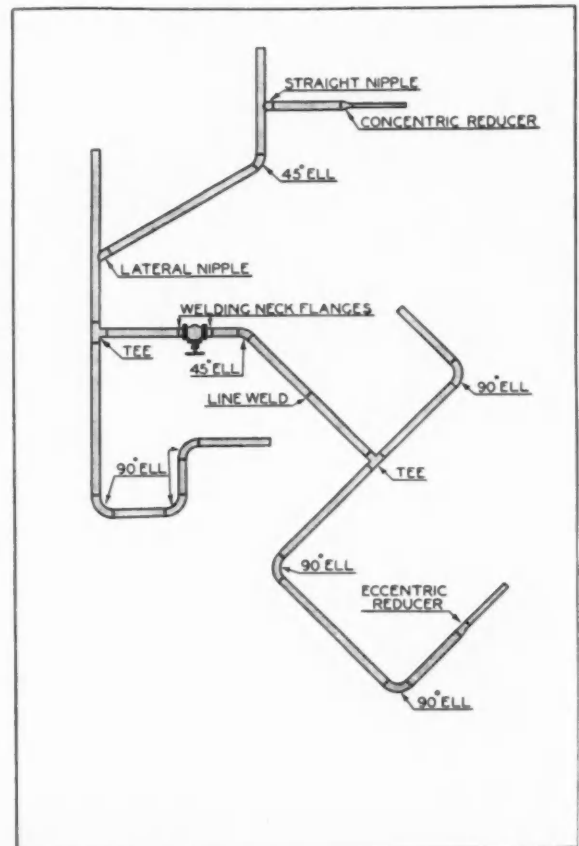 STRAIGHT NIPPLE
CONCENTRIC REDUCER
45° ELL
LATERAL NIPPLE
WELDING NECK FLANGES
TEE
45° ELL
90° ELL
LINE WELD
90° ELL
TEE
90° ELL
ECCENTRIC
REDUCER
90° ELL